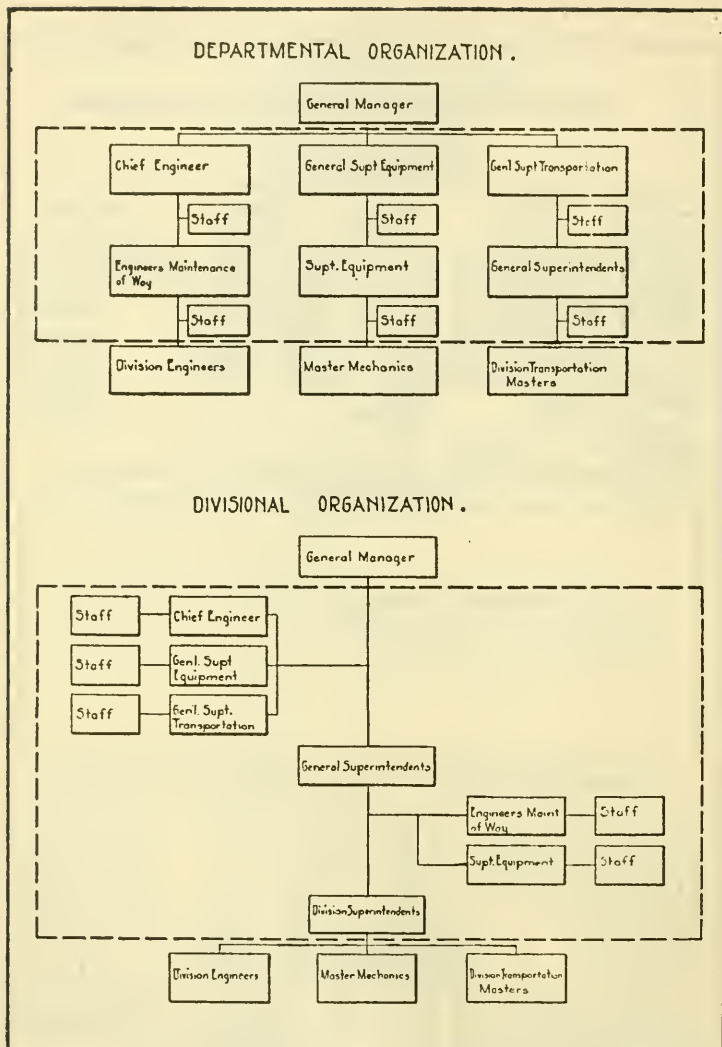 DEPARTMENTAL ORGANIZATION.
General Manager
Chief Engineer
General Supt Equipment
Genl Supt Transportation
Staff
Staff
Staff
Engineers Maintenance
of Way
Supt. Equipment
General Superintendents
Staff
Staff
Staff
Division Engineers
Master Mechanics
Division Transportation
Masters
DIVISIONAL ORGANIZATION.
General Manager
Staff
Chief Engineer
Staff
Genl. Supt
Equipment
Staff
Genl. Supt.
Transportation
General Superintendents
Engineers Maint
of Way
Staff
Supt. Equipment
Staff
Division Superintendents
Division Engineers
Master Mechanics
Division Transportation
Masters